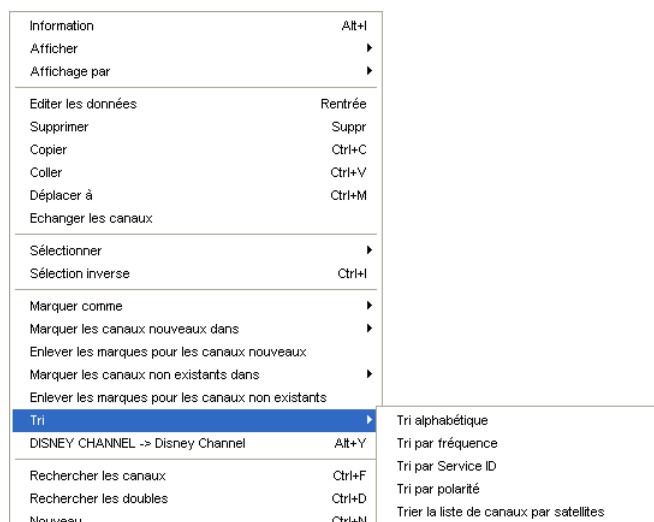 Information Alt+I
Afficher
Affichage par
Editer les données Rentrée
Supprimer Suppr
Copier Ctrl+C
Coller Ctrl+V
Déplacer à Ctrl+M
Echanger les canaux
Sélectionner
Sélection inverse Ctrl+I
Marquer comme
Marquer les canaux nouveaux dans
Enlever les marques pour les canaux nouveaux
Marquer les canaux non existants dans
Enlever les marques pour les canaux non existants
Tri
DISNEY CHANNEL -> Disney Channel Alt+Y
Rechercher les canaux Ctrl+F
Rechercher les doubles Ctrl+D
Nouveau Ctrl+N
Tri alphabétique
Tri par fréquence
Tri par Service ID
Tri par polarité
Trier la liste de canaux par satellites